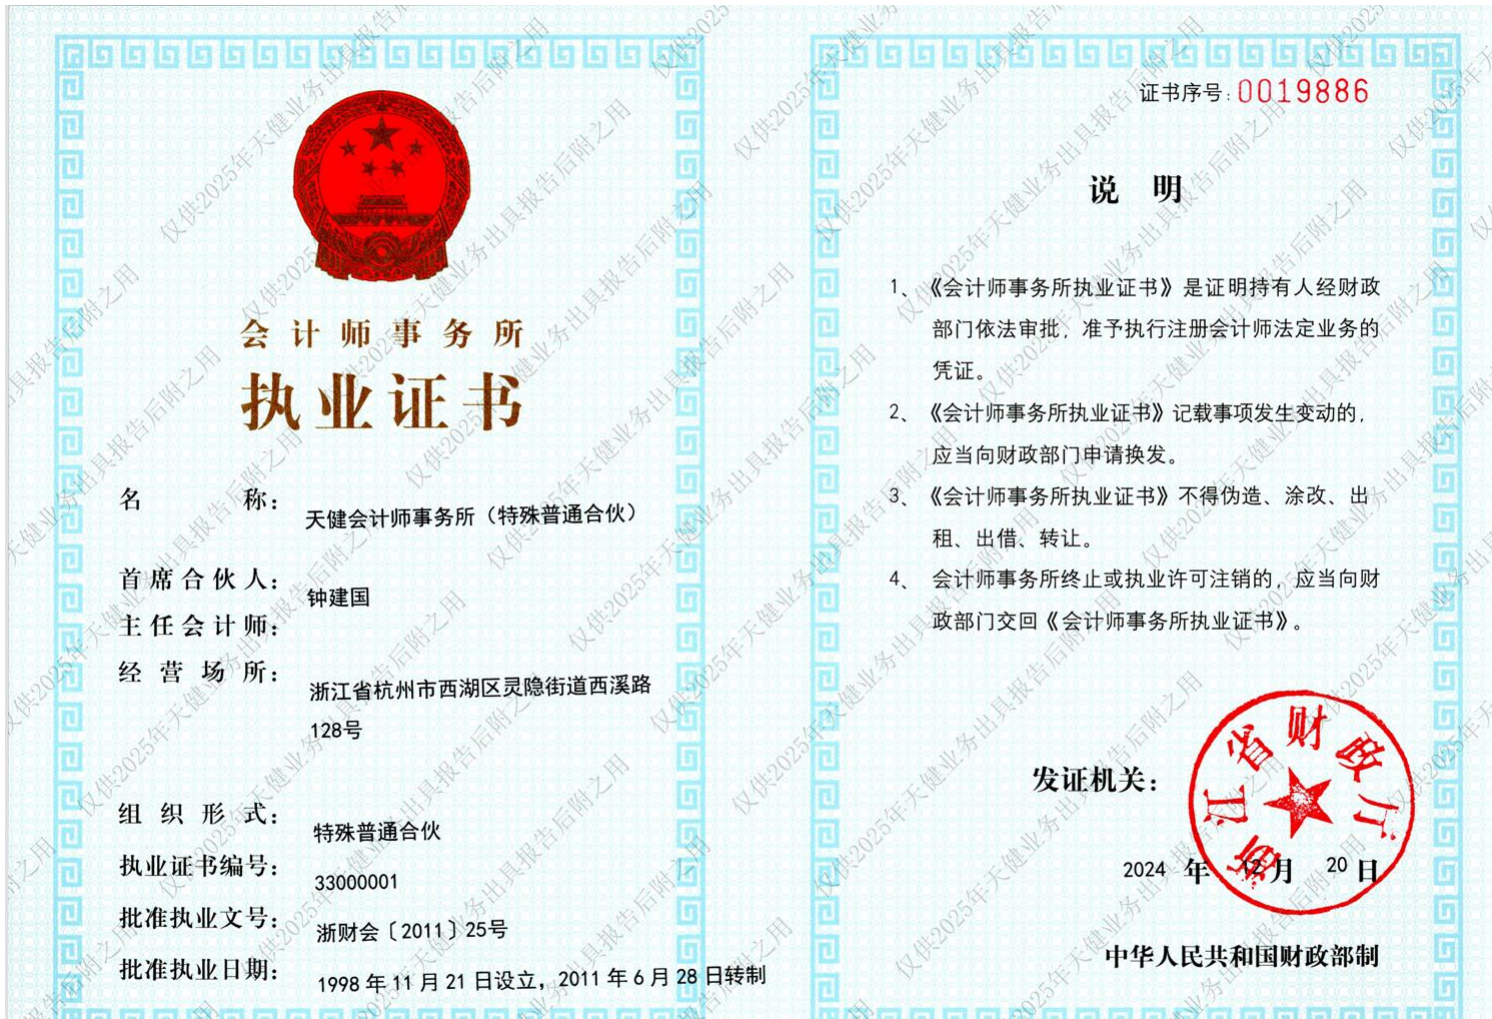 会计师事务所
执业证书
名称：
天健会计师事务所（特殊普通合伙）
首席合伙人：
钟建国
主任会计师：
经营场所：
浙江省杭州市西湖区灵隐街道西溪路
128号
组织形式：
特殊普通合伙
执业证书编号：
33000001
批准执业文号：
浙财会〔2011〕25号
批准执业日期：
1998年11月21日设立，2011年6月28日转制
证书序号：0019886
说 明
1、《会计师事务所执业证书》是证明持有人经财政
部门依法审批，准予执行注册会计师法定业务的
凭证。
2、《会计师事务所执业证书》记载事项发生变动的，
应当向财政部门申请换发。
3、《会计师事务所执业证书》不得伪造、涂改、出
租、出借、转让。
4、会计师事务所终止或执业许可注销的，应当向财
政部门交回《会计师事务所执业证书》。
发证机关：
浙江省财政厅
2024年12月20日
中华人民共和国财政部制
仅供2025年天健业务出具报告后附之用